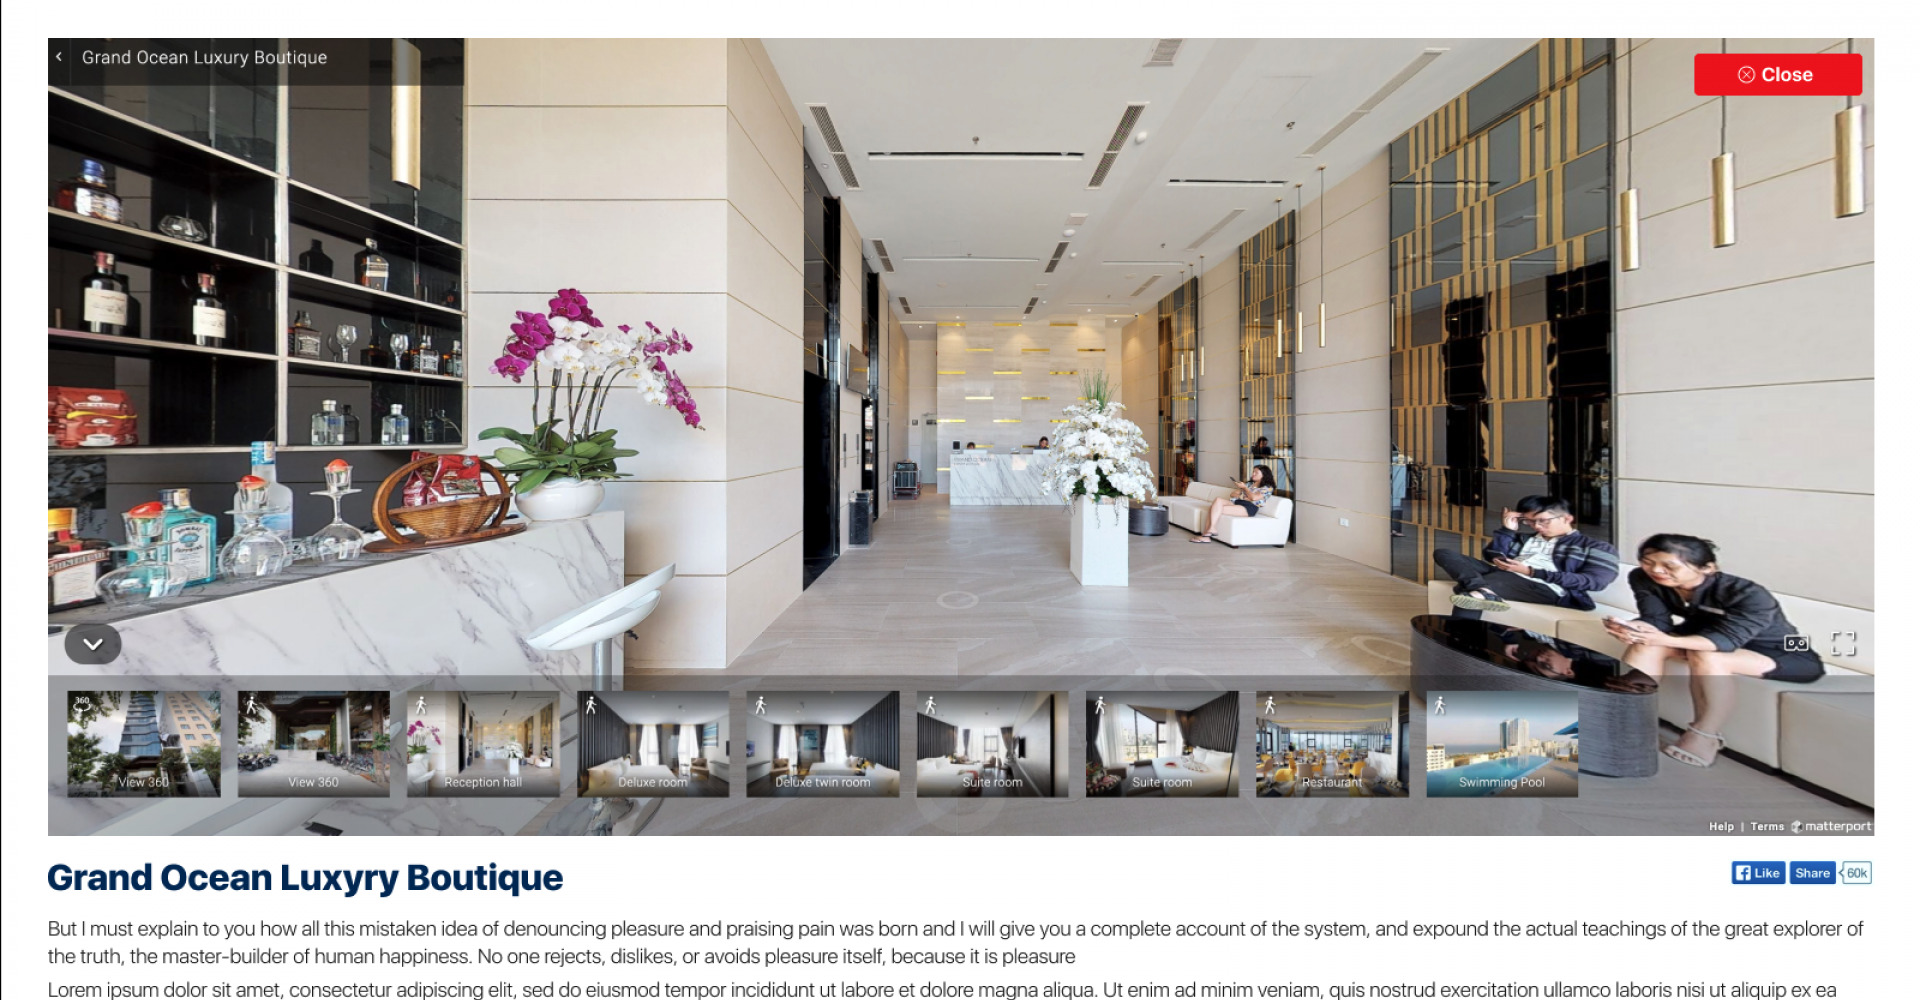 Grand Ocean Luxury Boutique
Close
360
View 360
View 360
Reception hall
Deluxe room
Deluxe twin room
Suite room
Suite room
Restaurant
Swimming Pool
Help | Terms matterport
Grand Ocean Luxyry Boutique
Like Share 60k
But I must explain to you how all this mistaken idea of denouncing pleasure and praising pain was born and I will give you a complete account of the system, and expound the actual teachings of the great explorer of
the truth, the master-builder of human happiness. No one rejects, dislikes, or avoids pleasure itself, because it is pleasure
Lorem ipsum dolor sit amet, consectetur adipiscing elit, sed do eiusmod tempor incididunt ut labore et dolore magna aliqua. Ut enim ad minim veniam, quis nostrud exercitation ullamco laboris nisi ut aliquip ex ea